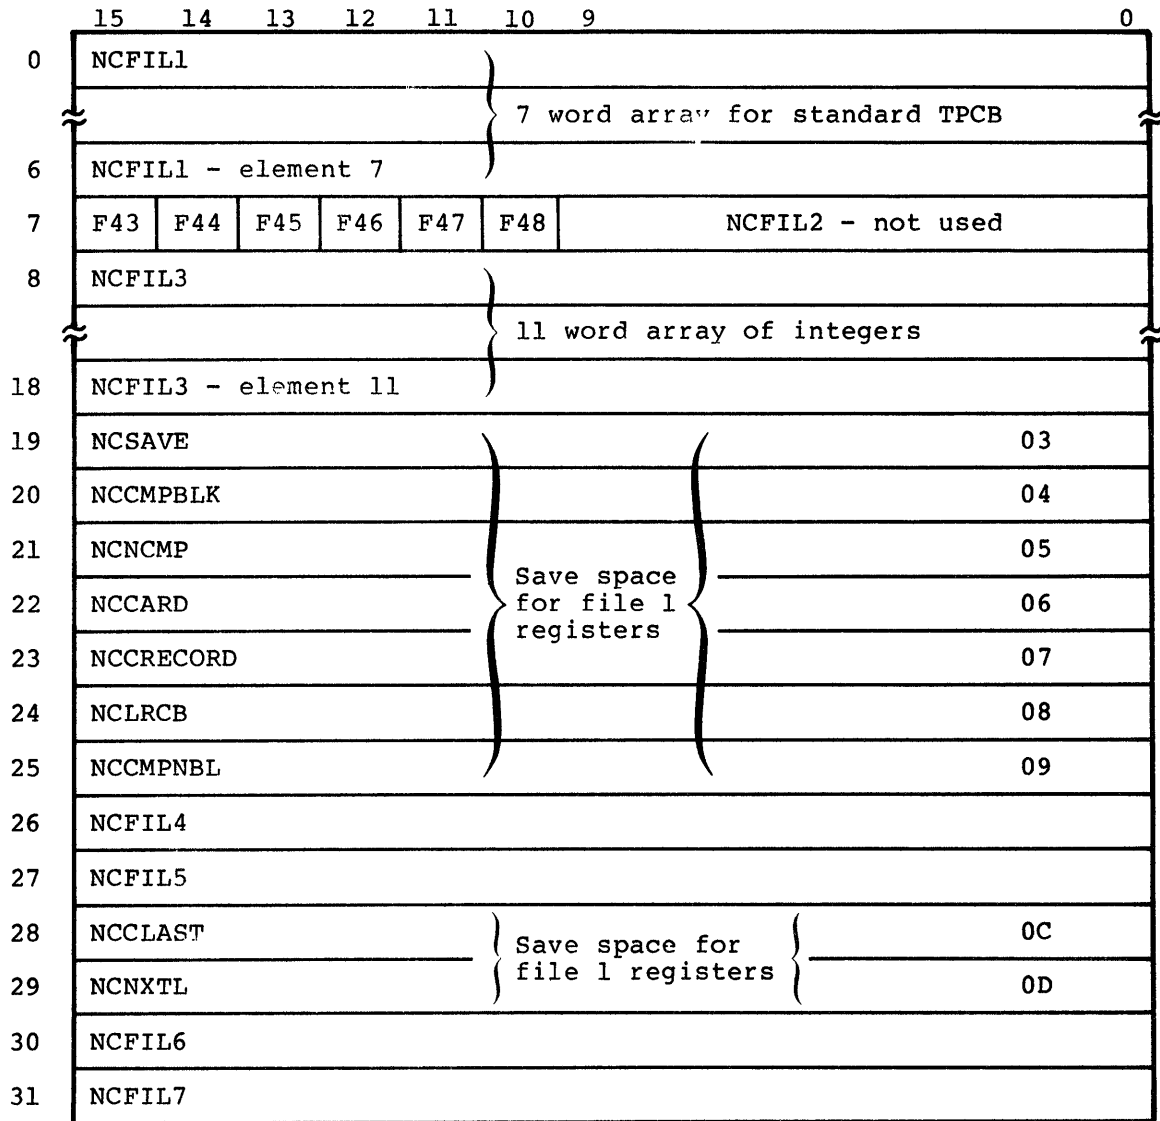 15 14 13 12 11 10 9 0
0 NCFIL1
7 word array for standard TPCB
6 NCFIL1 - element 7
7 F43 F44 F45 F46 F47 F48 NCFIL2 - not used
8 NCFIL3
11 word array of integers
18 NCFIL3 - element 11
19 NCSAVE 03
20 NCCMPBLK 04
21 NCNCMP 05
Save space
22 NCCARD for file 1 06
registers
23 NCCRECORD 07
24 NCLRCB 08
25 NCCMPNBL 09
26 NCFIL4
27 NCFIL5
28 NCCLAST 0C
Save space for
file 1 registers
29 NCNXTL 0D
30 NCFIL6
31 NCFIL7